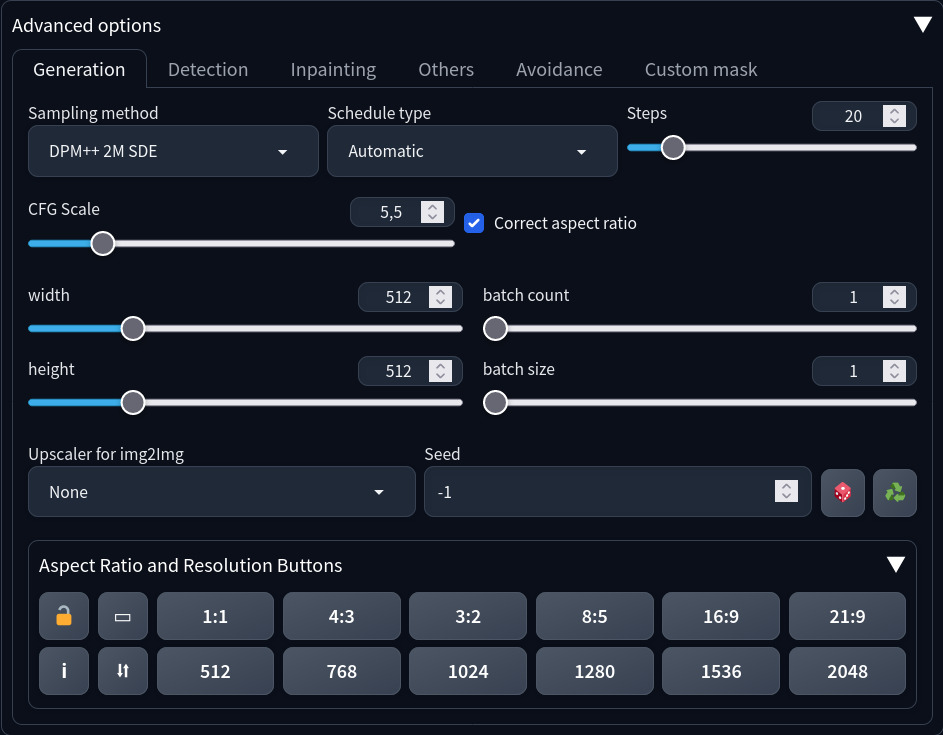 Advanced options ▼
Generation Detection Inpainting Others Avoidance Custom mask
Sampling method Schedule type Steps 20
DPM++ 2M SDE Automatic
CFG Scale 5,5 Correct aspect ratio
width 512 batch count 1
height 512 batch size 1
Upscaler for img2Img Seed
None -1
Aspect Ratio and Resolution Buttons ▼
1:1 4:3 3:2 8:5 16:9 21:9
i 512 768 1024 1280 1536 2048